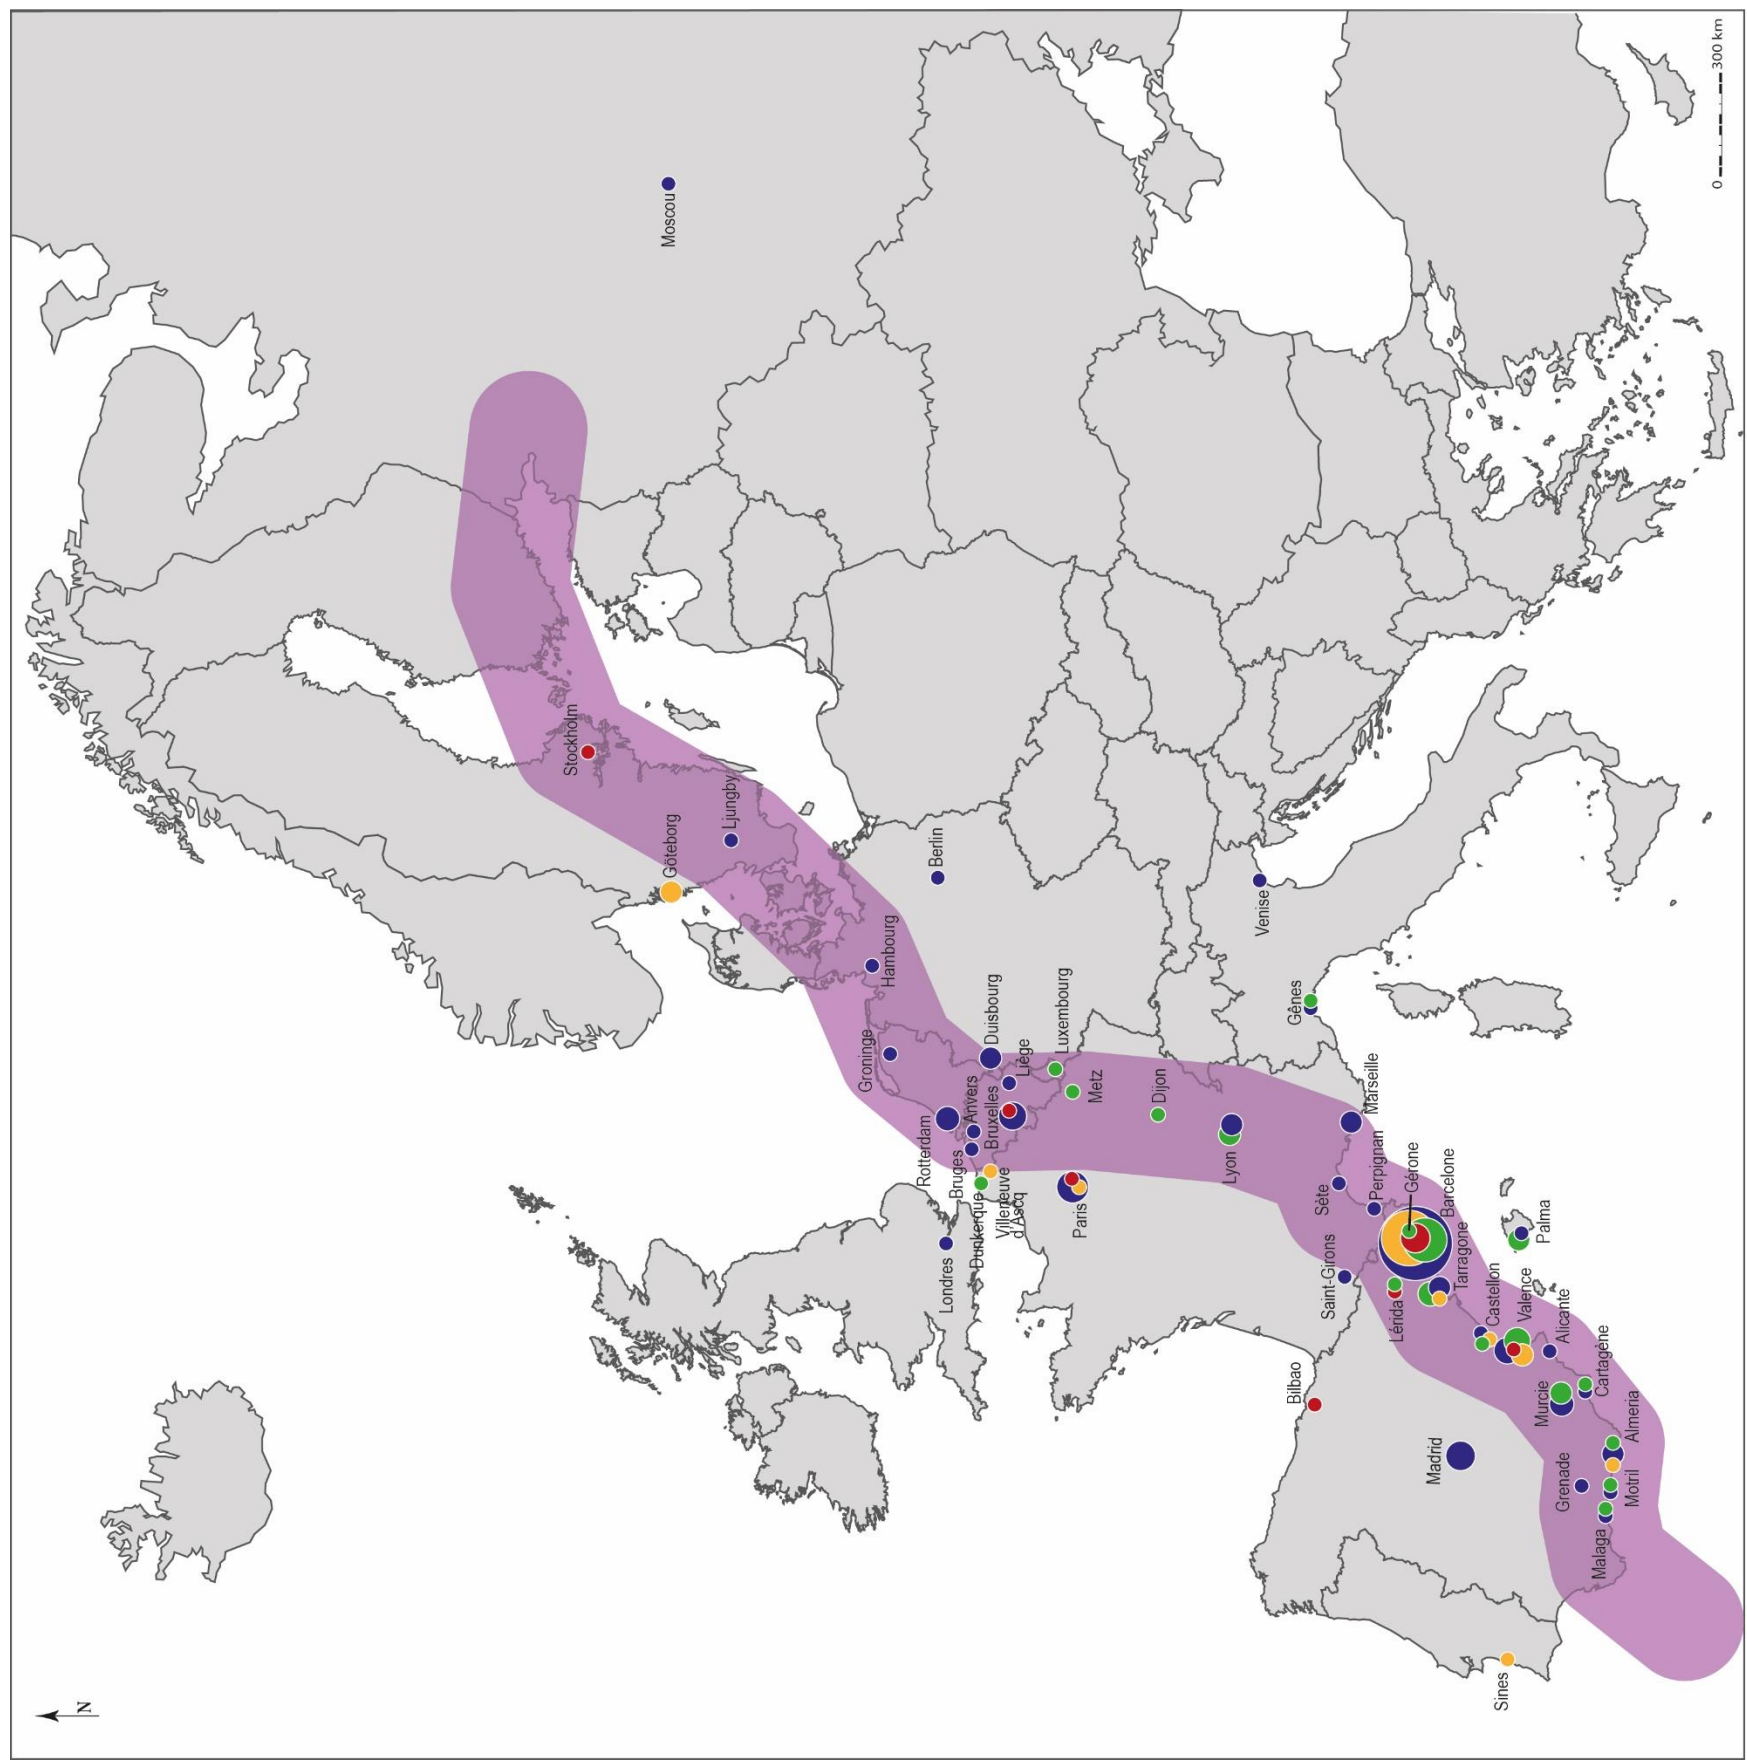 N
Moscou
Stockholm
Göteborg
Ljungby
Berlin
Hambourg
Groninge
Duisbourg
Rotterdam
Anvers
Liège
Luxembourg
Bruges
Bruxelles
Metz
Londres
Dunkerque
Villeneuve
d'Ascq
Paris
Dijon
Lyon
Venise
Gênes
Marseille
Sète
Perpignan
Saint-Girons
Gérone
Barcelone
Lérida
Tarragone
Bilbao
Castellon
Valence
Palma
Alicante
Madrid
Murcie
Cartagène
Grenade
Almeria
Motril
Malaga
Sines
0 300 km